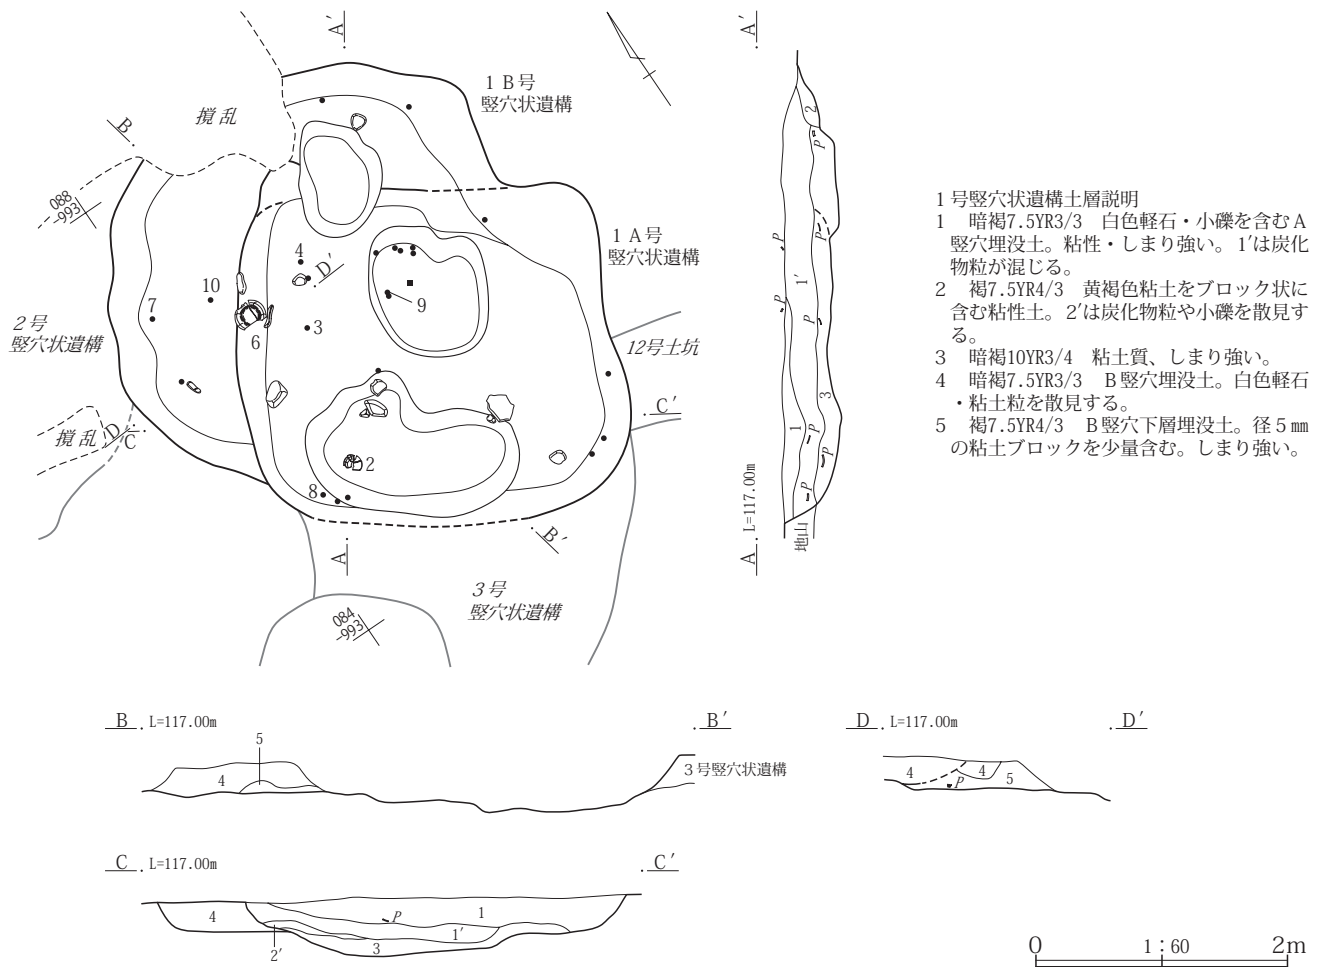 A′
1B号
竪穴状遺構
撹乱
B
088
-993
1A号
竪穴状遺構
4
D′
10
7
9
3
6
2号
竪穴状遺構
12号土坑
C′
撹乱
D
C
2
8
A
B′
3号
竪穴状遺構
084
-993
A′
2
P
P
P
1′
P
P
3
1
P
P
P
A L=117.00m
地山
1号竪穴状遺構土層説明
1 暗褐7.5YR3/3 白色軽石・小礫を含むA
竪穴埋没土。粘性・しまり強い。1′は炭化
物粒が混じる。
2 褐7.5YR4/3 黄褐色粘土をブロック状に
含む粘性土。2′は炭化物粒や小礫を散見す
る。
3 暗褐10YR3/4 粘土質、しまり強い。
4 暗褐7.5YR3/3 B竪穴埋没土。白色軽石
・粘土粒を散見する。
5 褐7.5YR4/3 B竪穴下層埋没土。径5㎜
の粘土ブロックを少量含む。しまり強い。
B L=117.00m B′
5
4
3号竪穴状遺構
D L=117.00m D′
4
4
P
5
C L=117.00m C′
4
P
1
1′
2′
3
0 1:60 2m